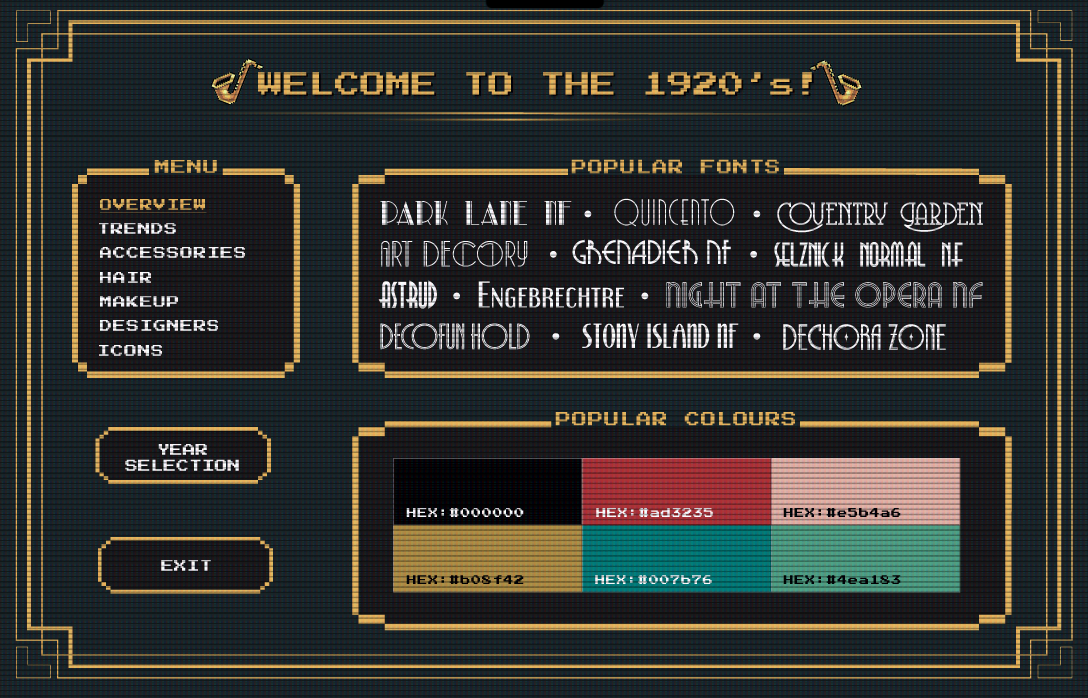 WELCOME TO THE 1920's!
MENU
OVERVIEW
TRENDS
ACCESSORIES
HAIR
MAKEUP
DESIGNERS
ICONS
YEAR
SELECTION
EXIT
POPULAR FONTS
PARK LANE NF • QUINCENTO • COVENTRY GARDEN
ART DECORY • GRENADIER NF • SELZNICK NORMAL NF
ASTRUD • ENGEBRECHTRE • NIGHT AT THE OPERA NF
DECOFUN HOLD • STONY ISLAND NF • DECHORA ZONE
POPULAR COLOURS
HEX:#000000 HEX:#ad3235 HEX:#e5b4a6
HEX:#b08f42 HEX:#007b76 HEX:#4ea183